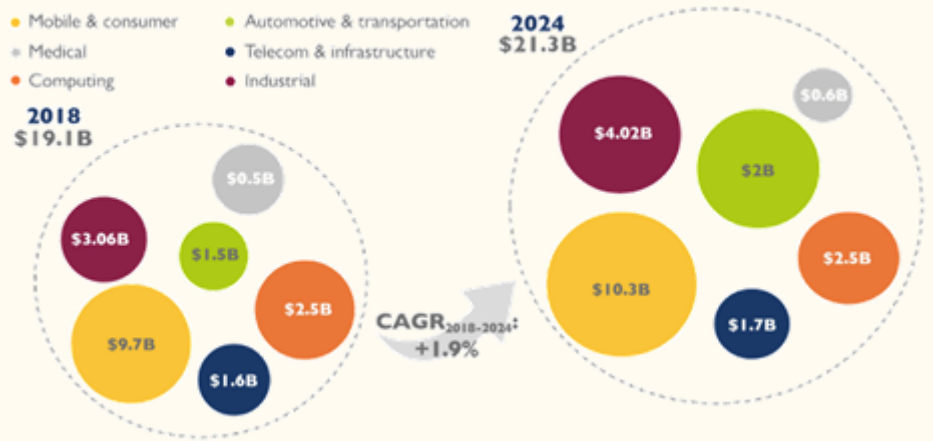 Mobile & consumer
Automotive & transportation
Medical
Telecom & infrastructure
Computing
Industrial
2018
$19.1B
$0.5B
$3.06B
$1.5B
$2.5B
$9.7B
$1.6B
CAGR2018-2024‡
+1.9%
2024
$21.3B
$0.6B
$4.02B
$2B
$2.5B
$10.3B
$1.7B